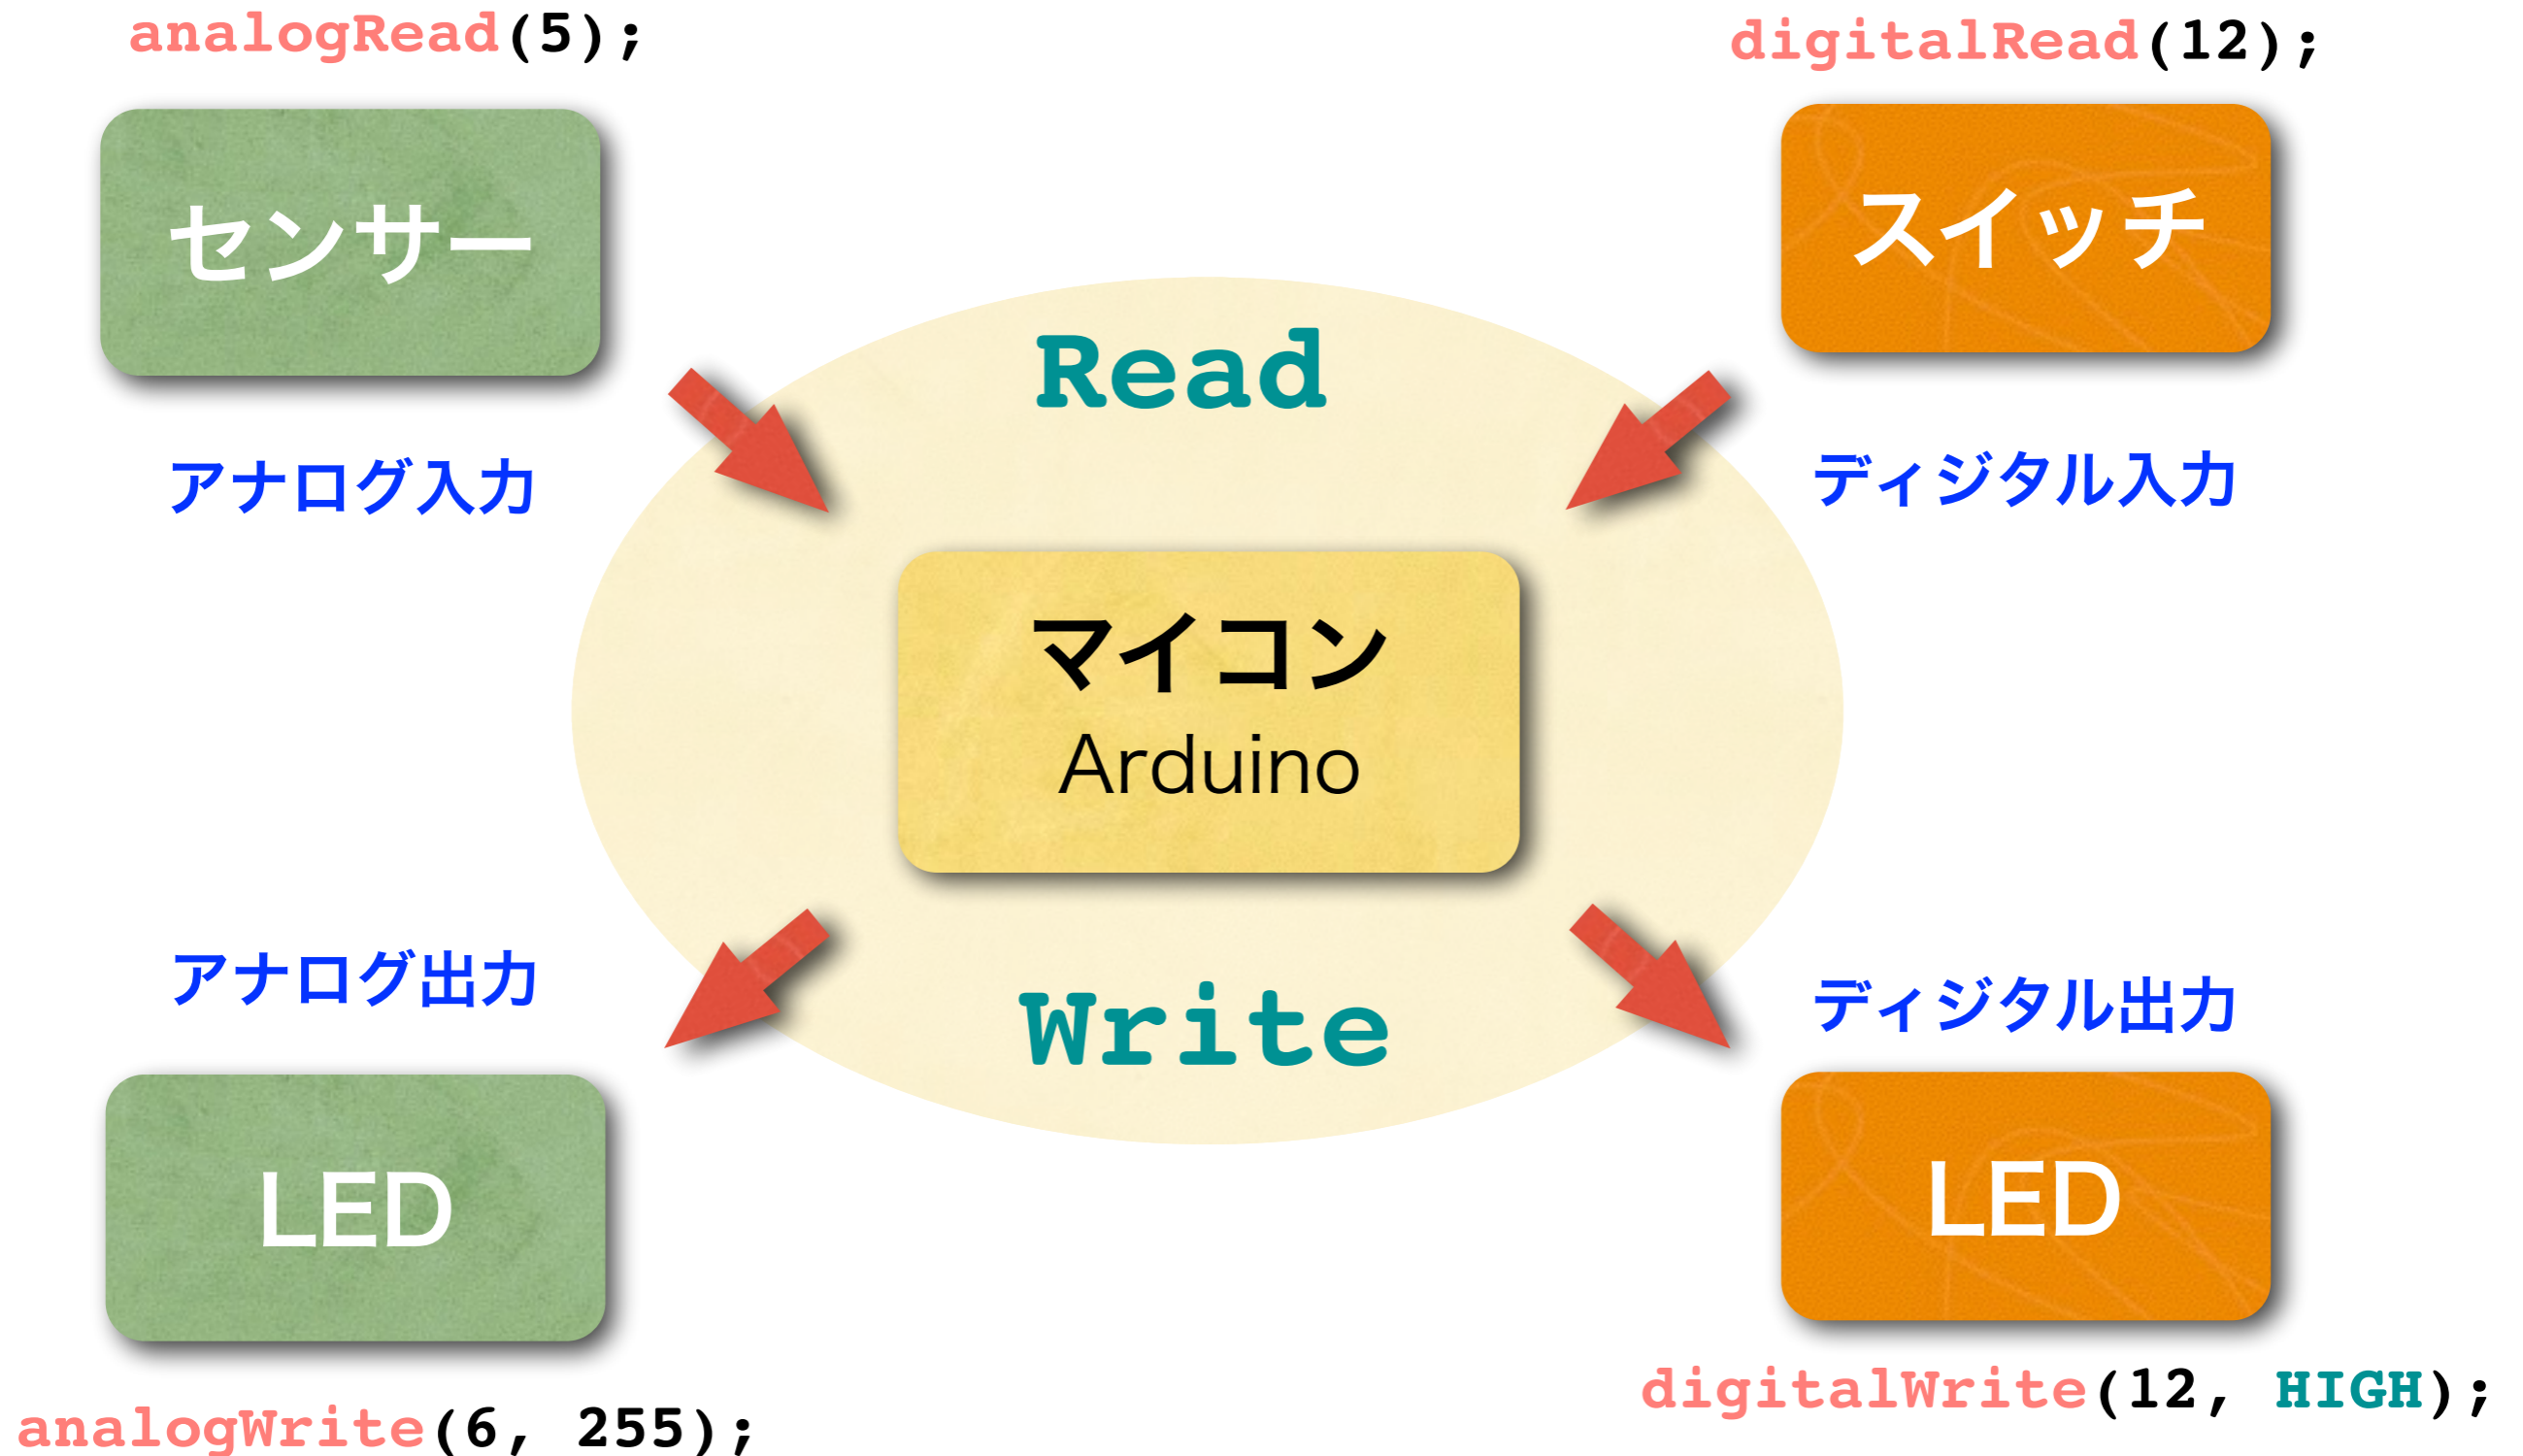 analogRead(5);
digitalRead(12);
センサー
スイッチ
Read
アナログ入力
ディジタル入力
マイコン
Arduino
アナログ出力
ディジタル出力
Write
LED
LED
analogWrite(6, 255);
digitalWrite(12, HIGH);